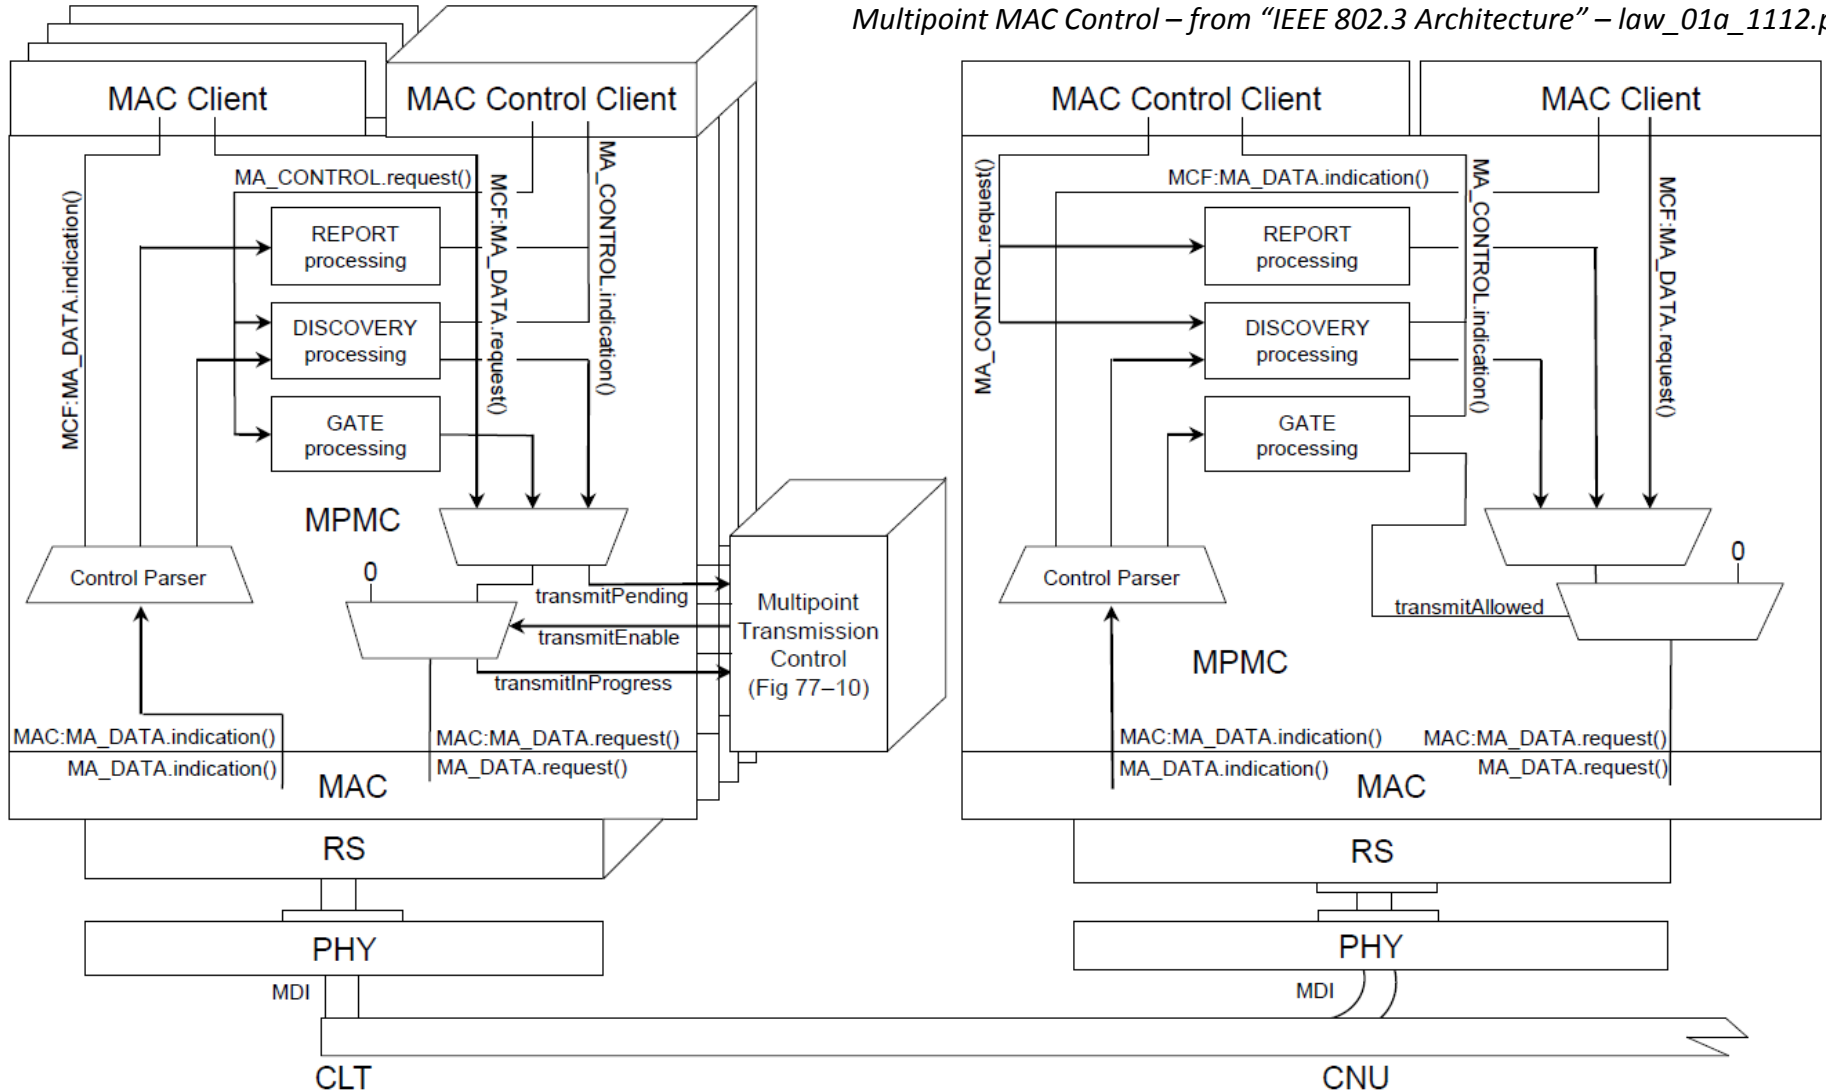 Multipoint MAC Control – from “IEEE 802.3 Architecture” – law_01a_1112.p
MAC Client
MAC Control Client
MCF:MA_DATA.indication()
MA_CONTROL.request()
MCF:MA_DATA.request()
MA_CONTROL.indication()
REPORT
processing
DISCOVERY
processing
GATE
processing
MPMC
Control Parser
0
transmitPending
transmitEnable
transmitInProgress
Multipoint
Transmission
Control
(Fig 77–10)
MAC:MA_DATA.indication()
MAC:MA_DATA.request()
MA_DATA.indication()
MA_DATA.request()
MAC
RS
PHY
MDI
CLT
MAC Control Client
MAC Client
MA_CONTROL.request()
MCF:MA_DATA.indication()
MA_CONTROL.indication()
MCF:MA_DATA.request()
REPORT
processing
DISCOVERY
processing
GATE
processing
0
Control Parser
transmitAllowed
MPMC
MAC:MA_DATA.indication()
MAC:MA_DATA.request()
MA_DATA.indication()
MA_DATA.request()
MAC
RS
PHY
MDI
CNU